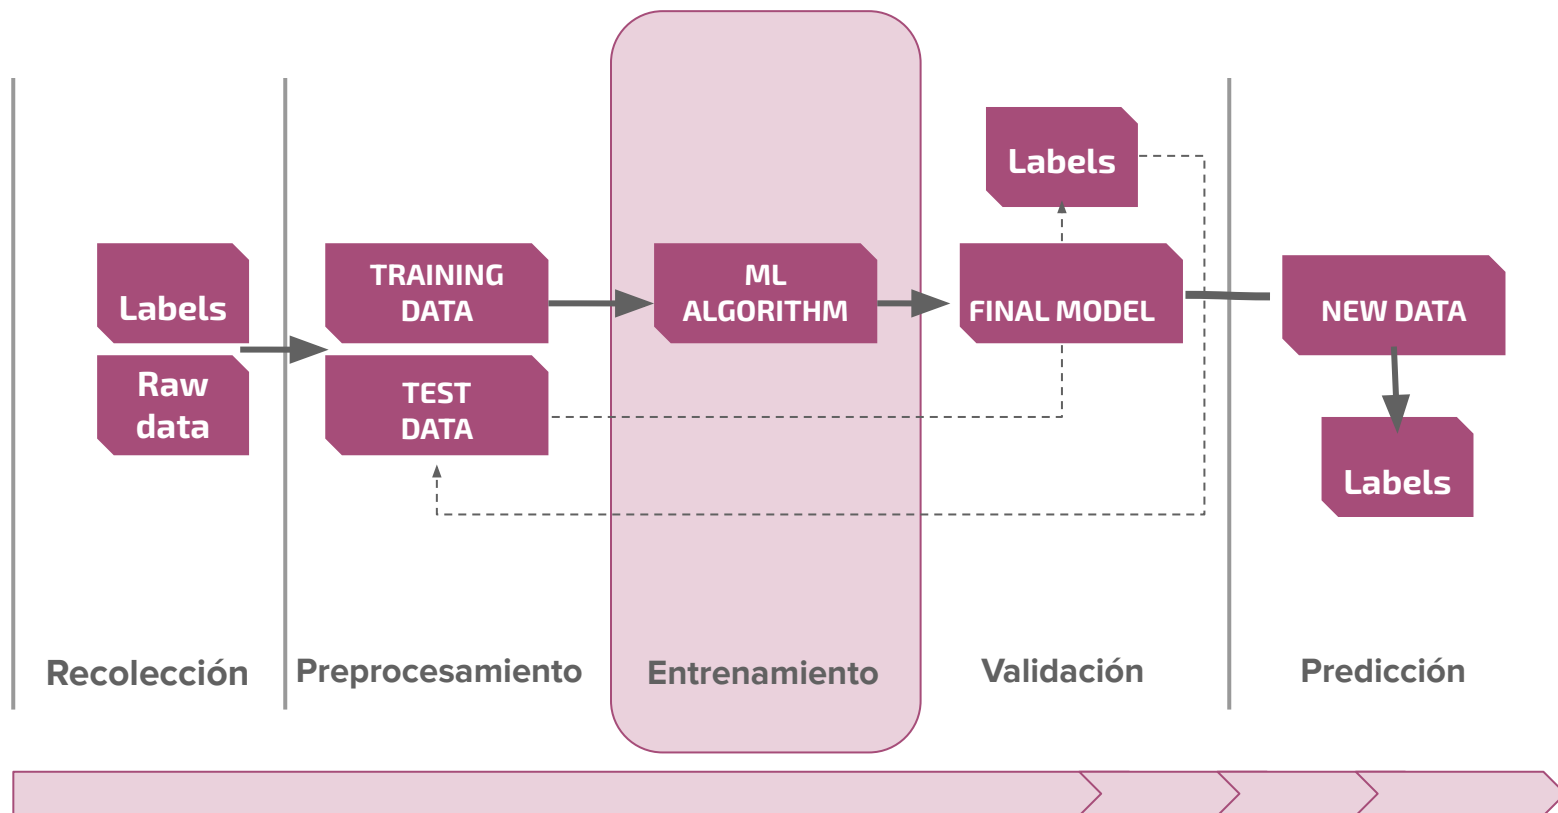 Labels
Raw
data
TRAINING
DATA
TEST
DATA
ML
ALGORITHM
Labels
FINAL MODEL
NEW DATA
Labels
Recolección
Preprocesamiento
Entrenamiento
Validación
Predicción